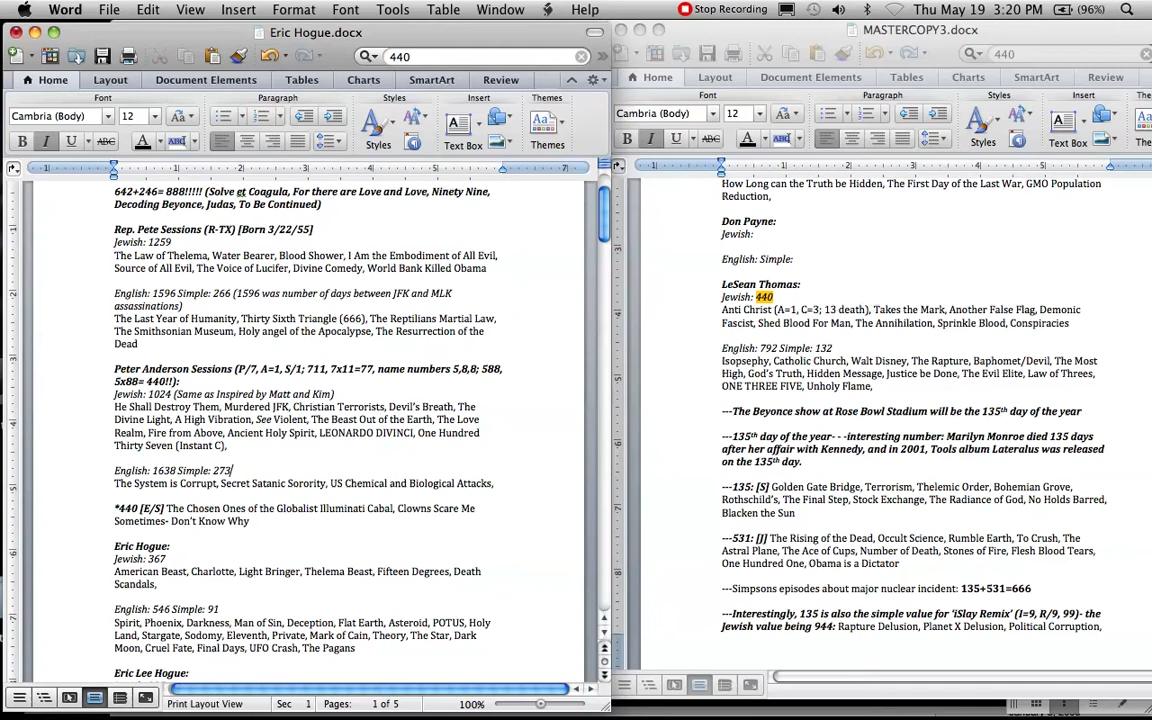 Word File Edit View Insert Format Font Tools Table Window Help
Stop Recording
(96%) Thu May 19 3:20 PM
Eric Hogue.docx
440
Home Layout Document Elements Tables Charts SmartArt Review
Font Paragraph Styles Insert Themes
Cambria (Body) 12 Aa
B I U ABC A ABC
Styles Text Box Themes
642+246= 888!!!!! (Solve et Coagula, For there are Love and Love, Ninety Nine,
Decoding Beyonce, Judas, To Be Continued)
Rep. Pete Sessions (R-TX) [Born 3/22/55]
Jewish: 1259
The Law of Thelema, Water Bearer, Blood Shower, I Am the Embodiment of All Evil,
Source of All Evil, The Voice of Lucifer, Divine Comedy, World Bank Killed Obama
English: 1596 Simple: 266 (1596 was number of days between JFK and MLK
assassinations)
The Last Year of Humanity, Thirty Sixth Triangle (666), The Reptilians Martial Law,
The Smithsonian Museum, Holy angel of the Apocalypse, The Resurrection of the
Dead
Peter Anderson Sessions (P/7, A=1, S/1; 711, 7x11=77, name numbers 5,8,8; 588,
5x88= 440!!):
Jewish: 1024 (Same as Inspired by Matt and Kim)
He Shall Destroy Them, Murdered JFK, Christian Terrorists, Devil's Breath, The
Divine Light, A High Vibration, See Violent, The Beast Out of the Earth, The Love
Realm, Fire from Above, Ancient Holy Spirit, LEONARDO DIVINCI, One Hundred
Thirty Seven (Instant C),
English: 1638 Simple: 273
The System is Corrupt, Secret Satanic Sorority, US Chemical and Biological Attacks,
*440 [E/S] The Chosen Ones of the Globalist Illuminati Cabal, Clowns Scare Me
Sometimes- Don't Know Why
Eric Hogue:
Jewish: 367
American Beast, Charlotte, Light Bringer, Thelema Beast, Fifteen Degrees, Death
Scandals,
English: 546 Simple: 91
Spirit, Phoenix, Darkness, Man of Sin, Deception, Flat Earth, Asteroid, POTUS, Holy
Land, Stargate, Sodomy, Eleventh, Private, Mark of Cain, Theory, The Star, Dark
Moon, Cruel Fate, Final Days, UFO Crash, The Pagans
Eric Lee Hogue:
Print Layout View Sec 1 Pages: 1 of 5 100%
MASTERCOPY3.docx
440
Home Layout Document Elements Tables Charts SmartArt Review
Font Paragraph Styles Insert
Cambria (Body) 12 Aa
B I U ABC A ABC
Styles Text Box
How Long can the Truth be Hidden, The First Day of the Last War, GMO Population
Reduction,
Don Payne:
Jewish:
English: Simple:
LeSean Thomas:
Jewish: 440
Anti Christ (A=1, C=3; 13 death), Takes the Mark, Another False Flag, Demonic
Fascist, Shed Blood For Man, The Annihilation, Sprinkle Blood, Conspiracies
English: 792 Simple: 132
Isopsephy, Catholic Church, Walt Disney, The Rapture, Baphomet/Devil, The Most
High, God's Truth, Hidden Message, Justice be Done, The Evil Elite, Law of Threes,
ONE THREE FIVE, Unholy Flame,
---The Beyonce show at Rose Bowl Stadium will be the 135th day of the year
---135th day of the year- - -interesting number: Marilyn Monroe died 135 days
after her affair with Kennedy, and in 2001, Tools album Lateralus was released
on the 135th day.
---135: [S] Golden Gate Bridge, Terrorism, Thelemic Order, Bohemian Grove,
Rothschild's, The Final Step, Stock Exchange, The Radiance of God, No Holds Barred,
Blacken the Sun
---531: [J] The Rising of the Dead, Occult Science, Rumble Earth, To Crush, The
Astral Plane, The Ace of Cups, Number of Death, Stones of Fire, Flesh Blood Tears,
One Hundred One, Obama is a Dictator
---Simpsons episodes about major nuclear incident: 135+531=666
---Interestingly, 135 is also the simple value for 'iSlay Remix' (I=9, R/9, 99)- the
Jewish value being 944: Rapture Delusion, Planet X Delusion, Political Corruption,